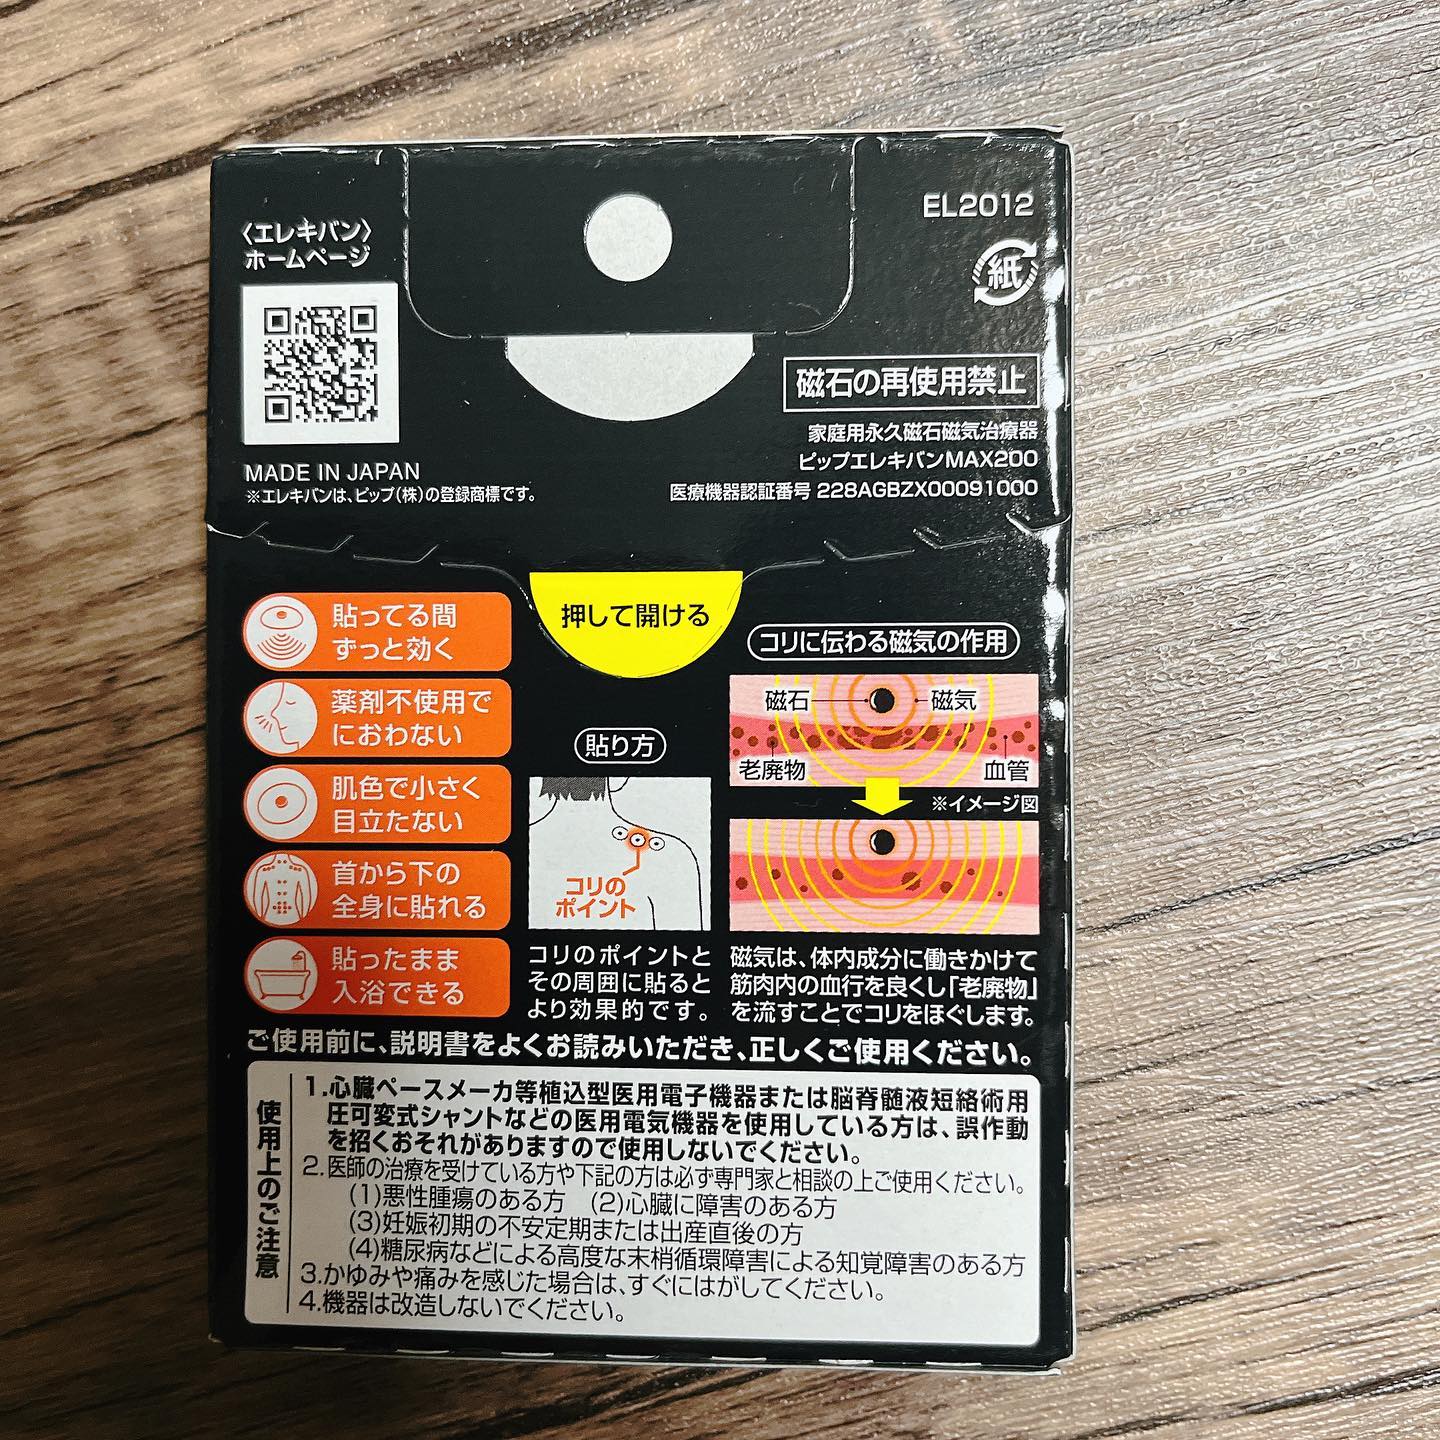 〈エレキバン〉
ホームページ
EL2012
紙
磁石の再使用禁止
家庭用永久磁石磁気治療器
ピップエレキバンMAX200
医療機器認証番号 228AGBZX00091000
MADE IN JAPAN
※エレキバンは、ピップ(株)の登録商標です。
押して開ける
貼ってる間
ずっと効く
薬剤不使用で
におわない
肌色で小さく
目立たない
首から下の
全身に貼れる
貼ったまま
入浴できる
貼り方
コリの
ポイント
コリのポイントと
その周囲に貼ると
より効果的です。
コリに伝わる磁気の作用
磁石
磁気
老廃物
血管
※イメージ図
磁気は、体内成分に働きかけて
筋肉内の血行を良くし「老廃物」
を流すことでコリをほぐします。
ご使用前に、説明書をよくお読みいただき、正しくご使用ください。
使用上のご注意
1.心臓ペースメーカ等植込型医用電子機器または脳脊髄液短絡術用
圧可変式シャントなどの医用電気機器を使用している方は、誤作動
を招くおそれがありますので使用しないでください。
2.医師の治療を受けている方や下記の方は必ず専門家と相談の上ご使用ください。
(1)悪性腫瘍のある方 (2)心臓に障害のある方
(3)妊娠初期の不安定期または出産直後の方
(4)糖尿病などによる高度な末梢循環障害による知覚障害のある方
3.かゆみや痛みを感じた場合は、すぐにはがしてください。
4.機器は改造しないでください。